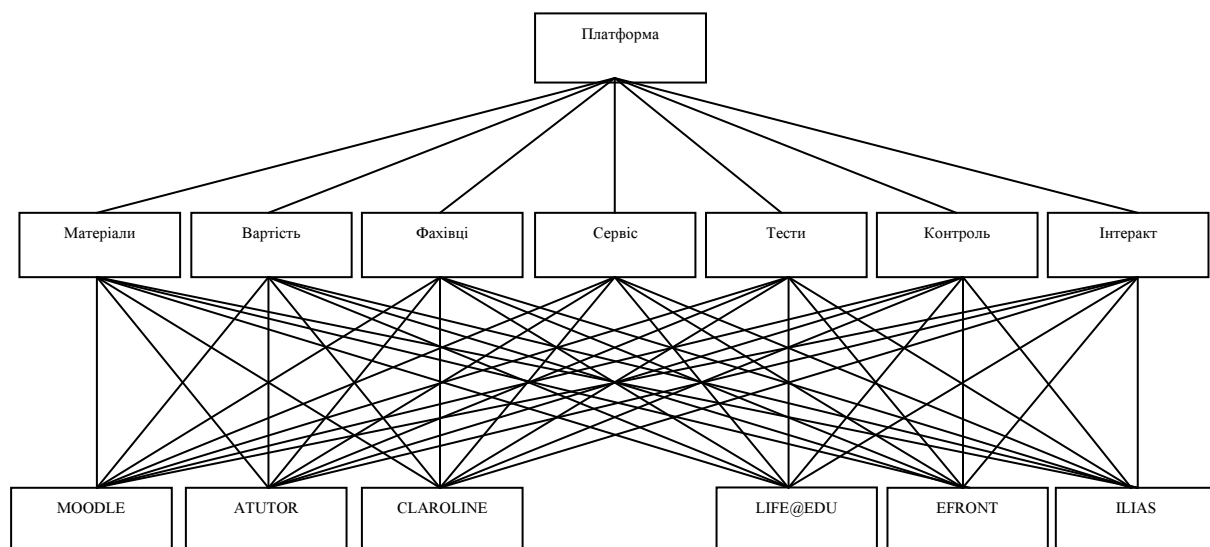 Платформа
Матеріали
Вартість
Фахівці
Сервіс
Тести
Контроль
Інтеракт
MOODLE
ATUTOR
CLAROLINE
LIFE@EDU
EFRONT
ILIAS